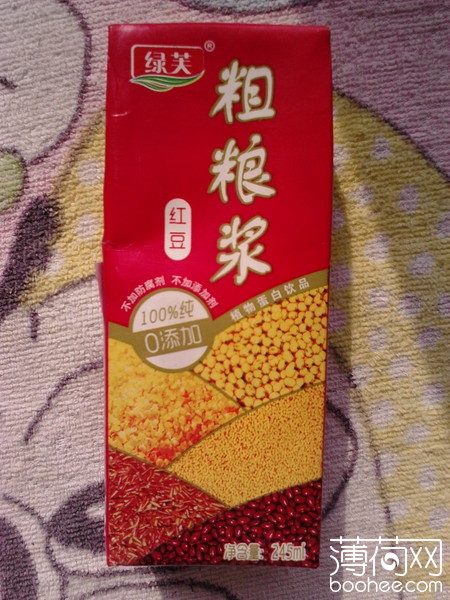 绿芙®
粗粮浆
红豆
不加防腐剂 不加添加剂
100%纯
0添加
植物蛋白饮品
净含量: 245ml
薄荷网
boohee.com